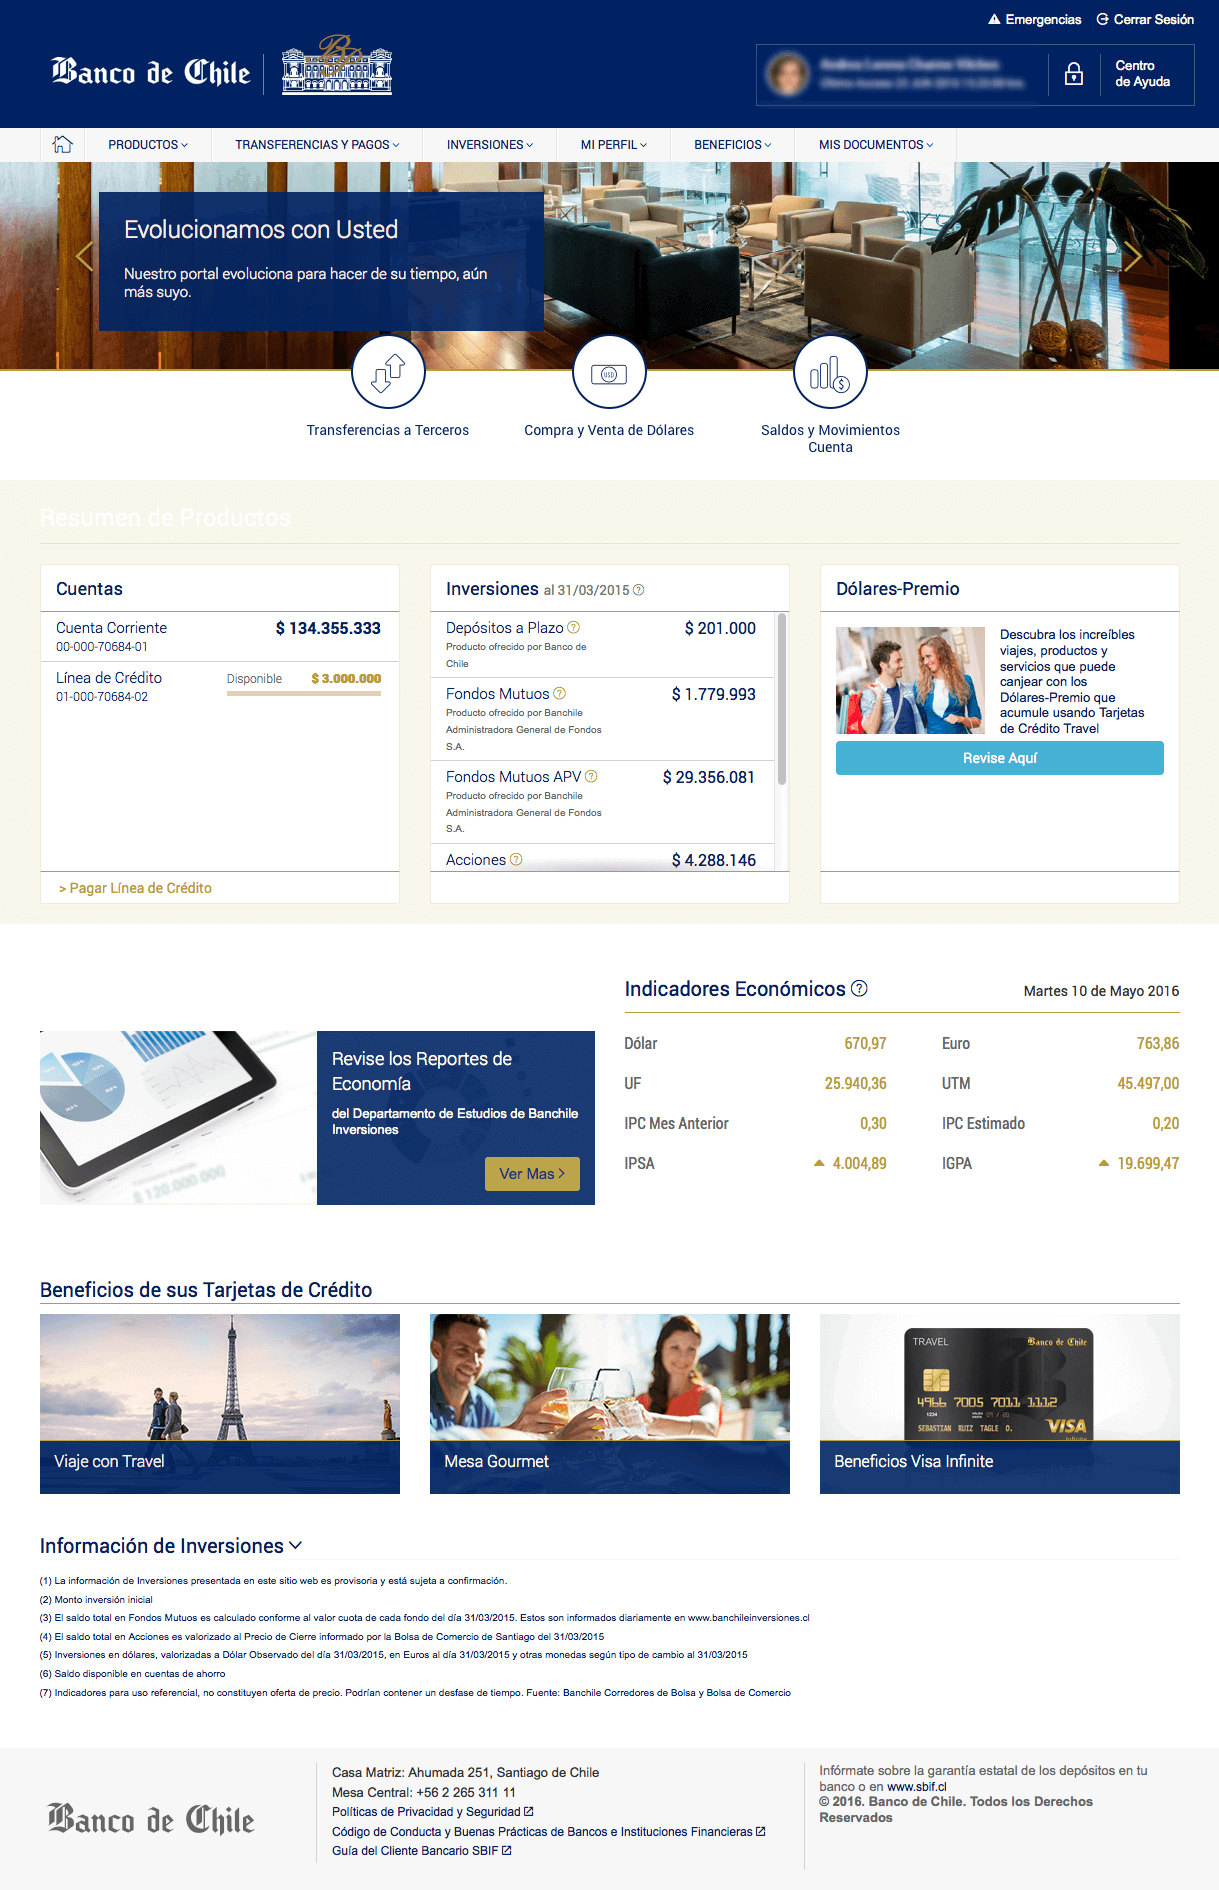 Emergencias
Cerrar Sesión
Banco de Chile
Centro
de Ayuda
PRODUCTOS
TRANSFERENCIAS Y PAGOS
INVERSIONES
MI PERFIL
BENEFICIOS
MIS DOCUMENTOS
Evolucionamos con Usted
Nuestro portal evoluciona para hacer de su tiempo, aún
más suyo.
USD
$
Transferencias a Terceros
Compra y Venta de Dólares
Saldos y Movimientos
Cuenta
Resumen de Productos
Cuentas
Cuenta Corriente $ 134.355.333
00-000-70684-01
Línea de Crédito Disponible $ 3.000.000
01-000-70684-02
> Pagar Línea de Crédito
Inversiones al 31/03/2015 ?
Depósitos a Plazo ? $ 201.000
Producto ofrecido por Banco de
Chile
Fondos Mutuos ? $ 1.779.993
Producto ofrecido por Banchile
Administradora General de Fondos
S.A.
Fondos Mutuos APV ? $ 29.356.081
Producto ofrecido por Banchile
Administradora General de Fondos
S.A.
Acciones ? $ 4.288.146
Dólares-Premio
Descubra los increíbles
viajes, productos y
servicios que puede
canjear con los
Dólares-Premio que
acumule usando Tarjetas
de Crédito Travel
Revise Aquí
$ 120.000.000
Revise los Reportes de
Economía
del Departamento de Estudios de Banchile
Inversiones
Ver Mas >
Indicadores Económicos ? Martes 10 de Mayo 2016
Dólar 670,97 Euro 763,86
UF 25.940,36 UTM 45.497,00
IPC Mes Anterior 0,30 IPC Estimado 0,20
IPSA 4.004,89 IGPA 19.699,47
Beneficios de sus Tarjetas de Crédito
Viaje con Travel
Mesa Gourmet
TRAVEL Banco de Chile
4966 7005 7011 1112
1234 09 / 20
SEBASTIAN RUIZ TAGLE O.
VISA
Infinite
Beneficios Visa Infinite
Información de Inversiones
(1) La información de Inversiones presentada en este sitio web es provisoria y está sujeta a confirmación.
(2) Monto inversión inicial
(3) El saldo total en Fondos Mutuos es calculado conforme al valor cuota de cada fondo del día 31/03/2015. Estos son informados diariamente en www.banchileinversiones.cl
(4) El saldo total en Acciones es valorizado al Precio de Cierre informado por la Bolsa de Comercio de Santiago del 31/03/2015
(5) Inversiones en dólares, valorizadas a Dólar Observado del día 31/03/2015, en Euros al día 31/03/2015 y otras monedas según tipo de cambio al 31/03/2015
(6) Saldo disponible en cuentas de ahorro
(7) Indicadores para uso referencial, no constituyen oferta de precio. Podrían contener un desfase de tiempo. Fuente: Banchile Corredores de Bolsa y Bolsa de Comercio
Banco de Chile
Casa Matriz: Ahumada 251, Santiago de Chile
Mesa Central: +56 2 265 311 11
Políticas de Privacidad y Seguridad
Código de Conducta y Buenas Prácticas de Bancos e Instituciones Financieras
Guía del Cliente Bancario SBIF
Infórmate sobre la garantía estatal de los depósitos en tu
banco o en www.sbif.cl
© 2016. Banco de Chile. Todos los Derechos
Reservados